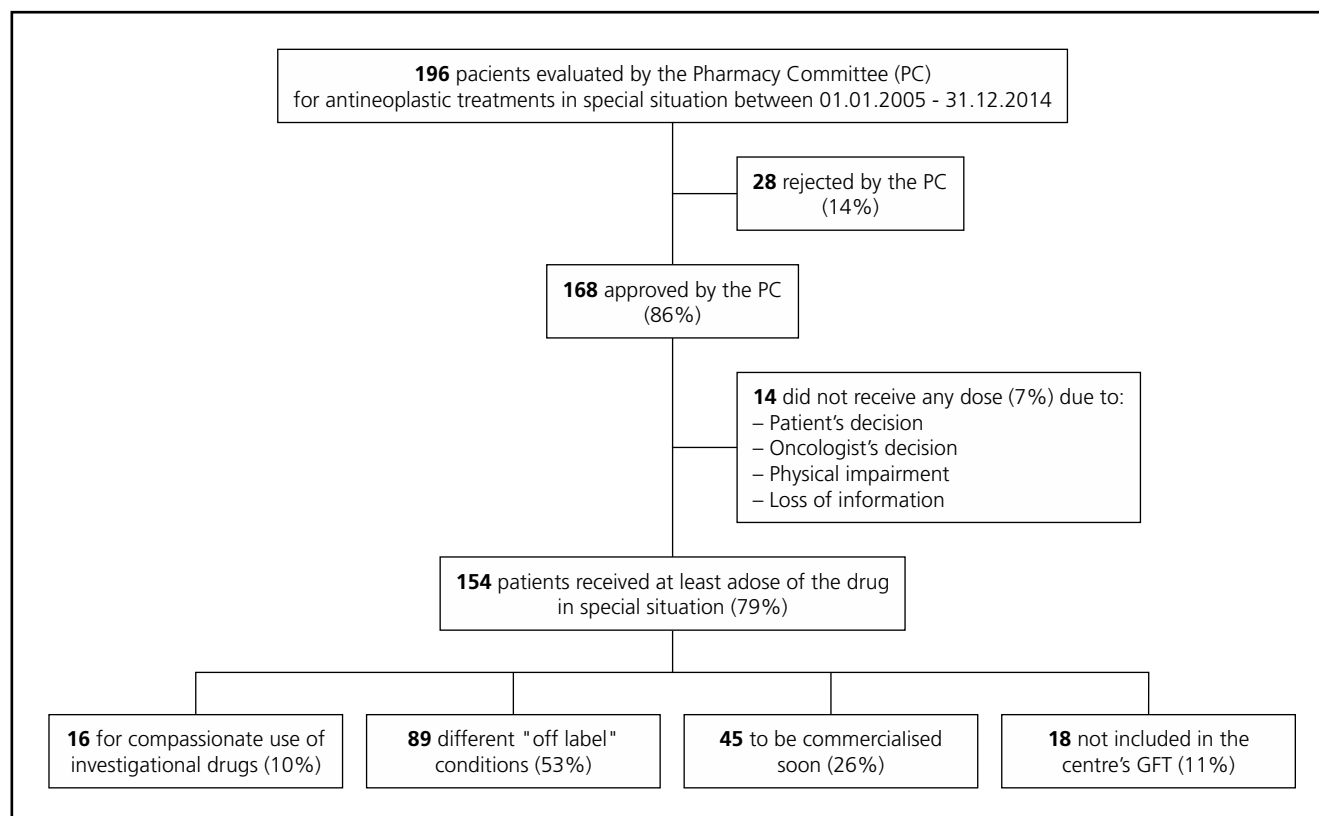 196 pacients evaluated by the Pharmacy Committee (PC)
for antineoplastic treatments in special situation between 01.01.2005 - 31.12.2014
28 rejected by the PC
(14%)
168 approved by the PC
(86%)
14 did not receive any dose (7%) due to:
– Patient’s decision
– Oncologist’s decision
– Physical impairment
– Loss of information
154 patients received at least adose of the drug
in special situation (79%)
16 for compassionate use of
investigational drugs (10%)
89 different "off label"
conditions (53%)
45 to be commercialised
soon (26%)
18 not included in the
centre’s GFT (11%)